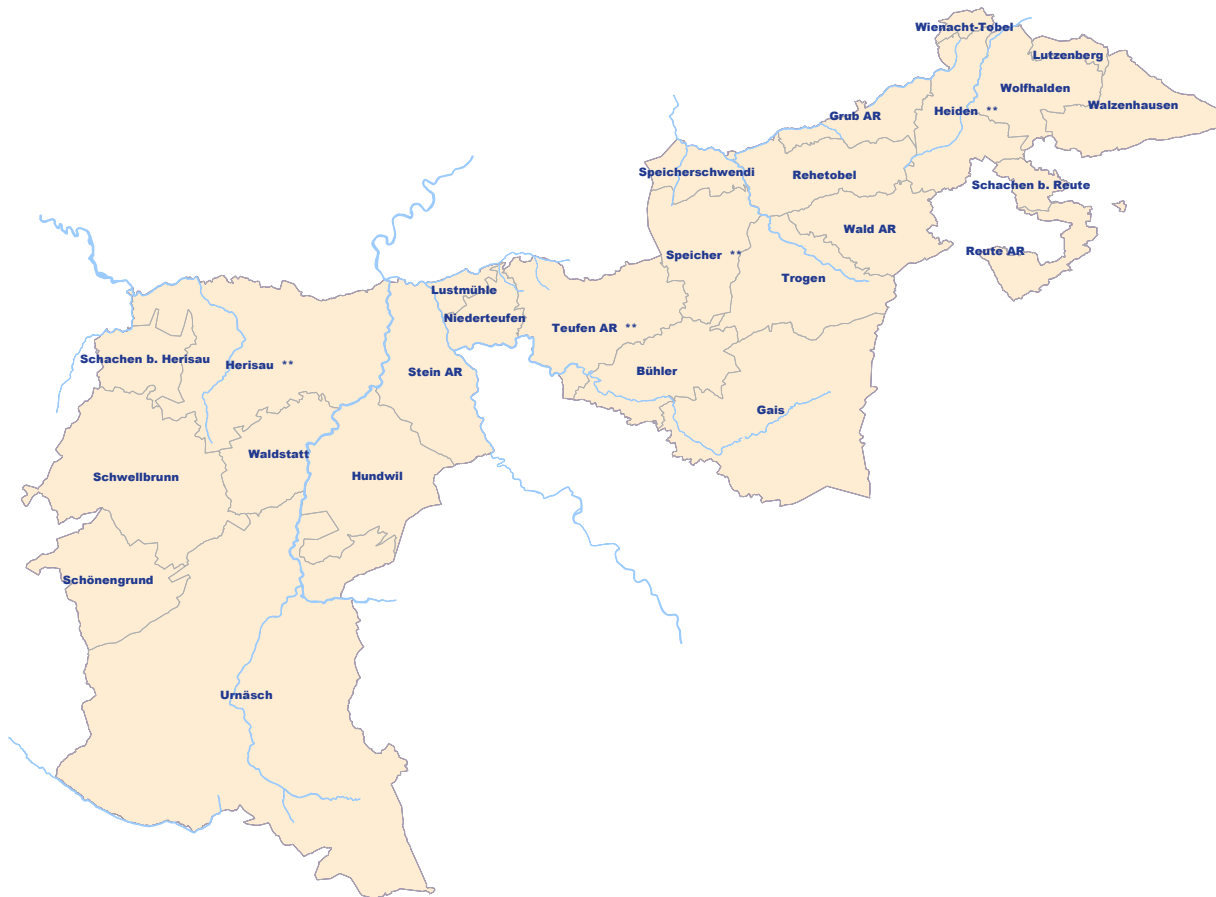 Wienacht-Tobel
Lutzenberg
Wolfhalden
Walzenhausen
Grub AR
Heiden **
Speicherschwendi
Rehetobel
Schachen b. Reute
Wald AR
Speicher **
Reute AR
Trogen
Lustmühle
Niederteufen
Teufen AR **
Schachen b. Herisau
Herisau **
Stein AR
Bühler
Gais
Waldstatt
Schwellbrunn
Hundwil
Schönengrund
Urnäsch